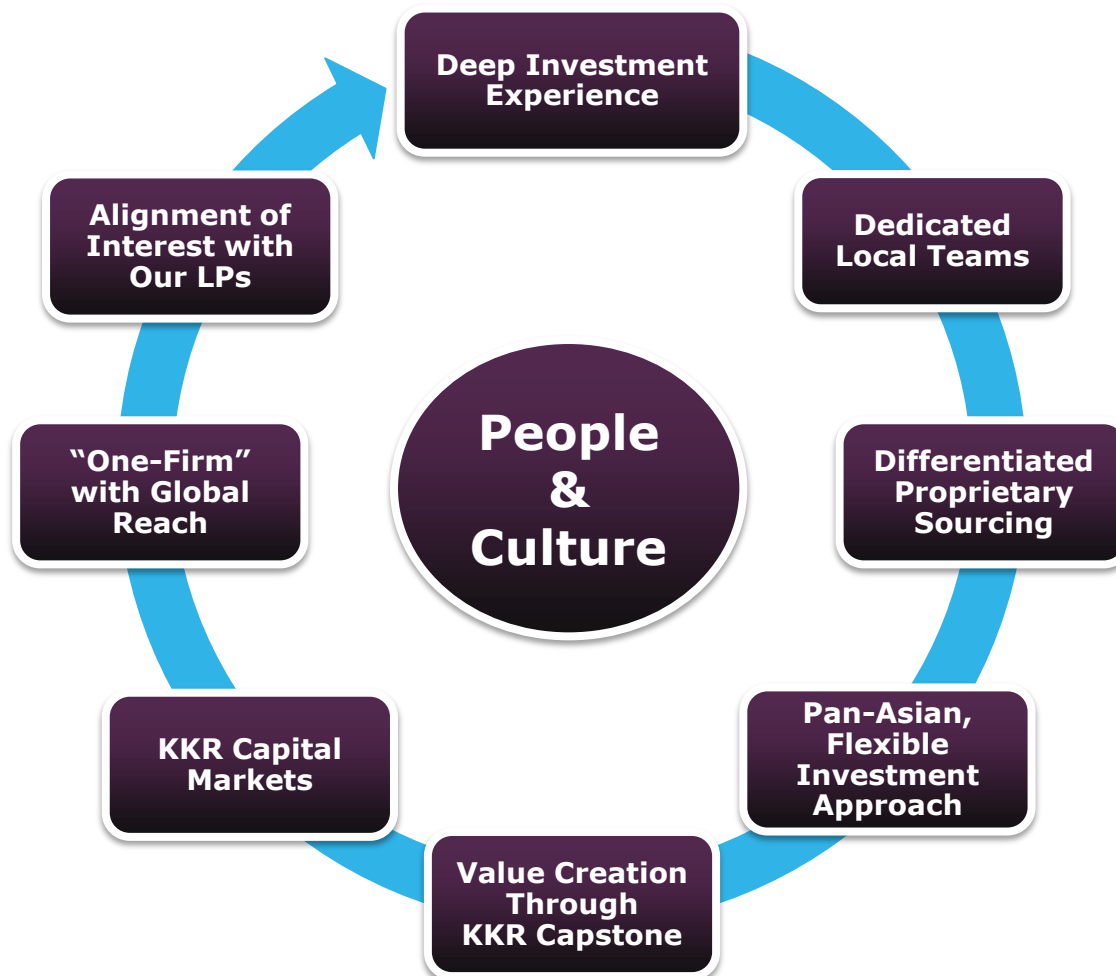 Deep Investment
Experience
Dedicated
Local Teams
Differentiated
Proprietary
Sourcing
Pan-Asian,
Flexible
Investment
Approach
Value Creation
Through
KKR Capstone
KKR Capital
Markets
“One-Firm”
with Global
Reach
Alignment of
Interest with
Our LPs
People
&
Culture